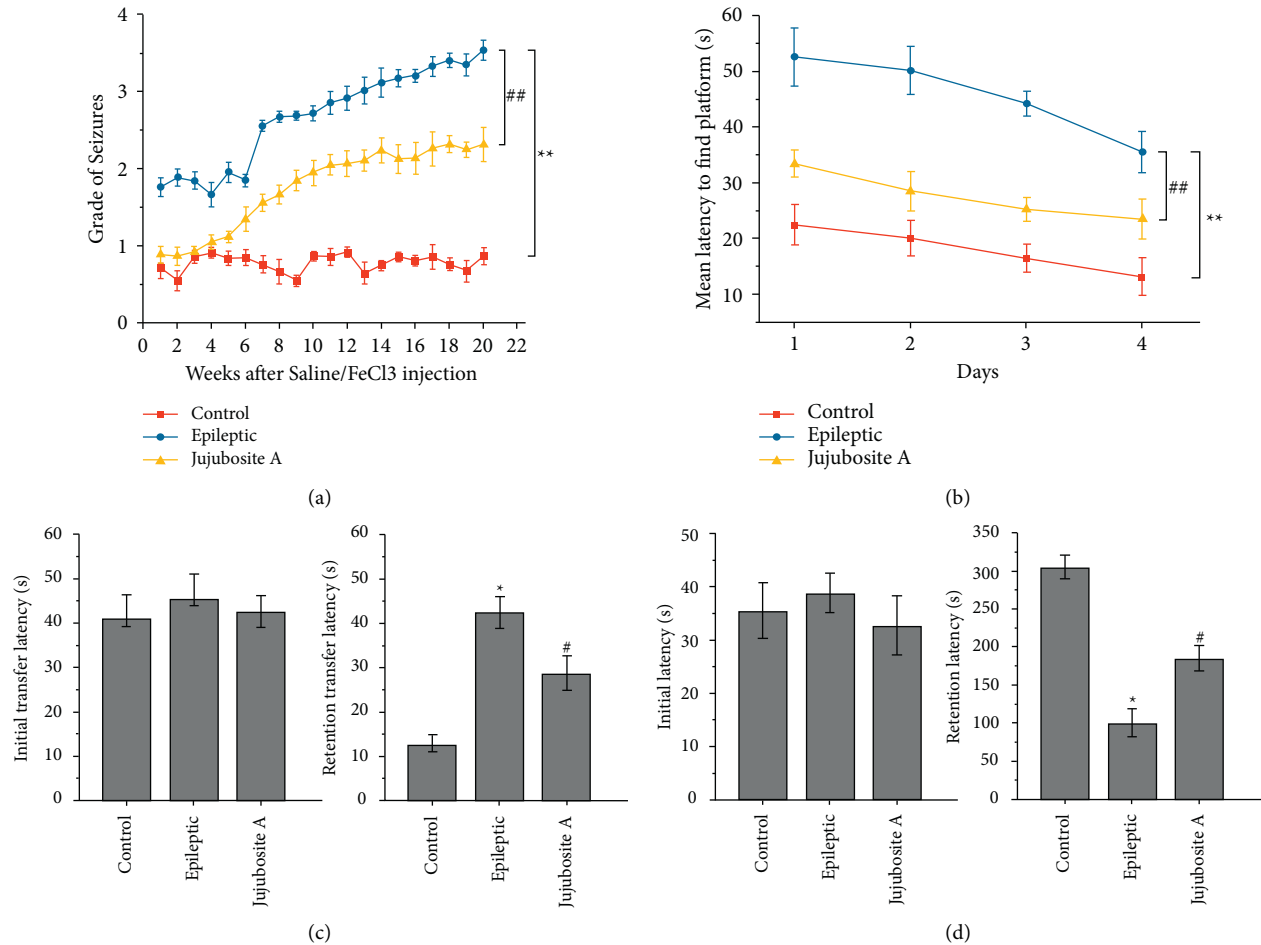 4
3
2
1
0
Grade of Seizures
##
**
0 2 4 6 8 10 12 14 16 18 20 22
Weeks after Saline/FeCl3 injection
Control
Epileptic
Jujubosite A
(a)
60
50
40
30
20
10
Mean latency to find platform (s)
##
**
1 2 3 4
Days
Control
Epileptic
Jujubosite A
(b)
60
50
40
30
20
10
0
Initial transfer latency (s)
Control
Epileptic
Jujubosite A
60
50
40
30
20
10
0
Retention transfer latency (s)
*
#
Control
Epileptic
Jujubosite A
(c)
50
40
30
20
10
0
Initial latency (s)
Control
Epileptic
Jujubosite A
350
300
250
200
150
100
50
0
Retention latency (s)
*
#
Control
Epileptic
Jujubosite A
(d)